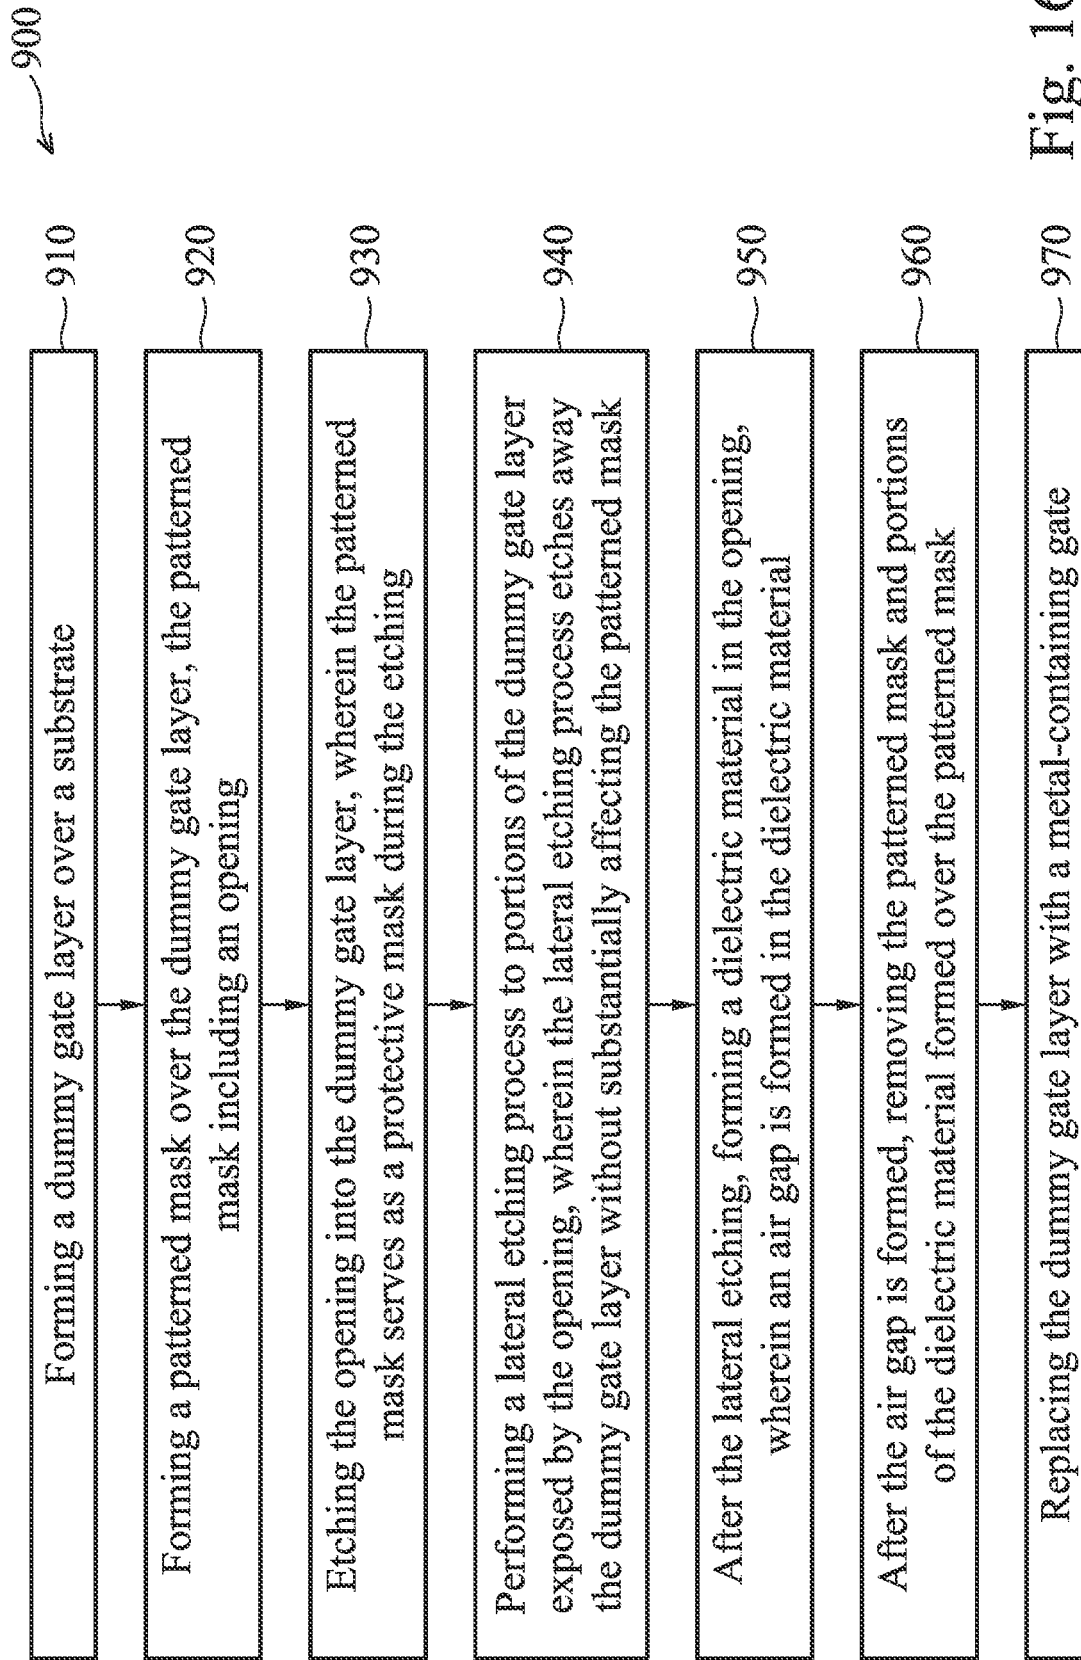 900
Forming a dummy gate layer over a substrate
910
Forming a patterned mask over the dummy gate layer, the patterned
mask including an opening
920
Etching the opening into the dummy gate layer, wherein the patterned
mask serves as a protective mask during the etching
930
Performing a lateral etching process to portions of the dummy gate layer
exposed by the opening, wherein the lateral etching process etches away
the dummy gate layer without substantially affecting the patterned mask
940
After the lateral etching, forming a dielectric material in the opening,
wherein an air gap is formed in the dielectric material
950
After the air gap is formed, removing the patterned mask and portions
of the dielectric material formed over the patterned mask
960
Replacing the dummy gate layer with a metal-containing gate
970
Fig.